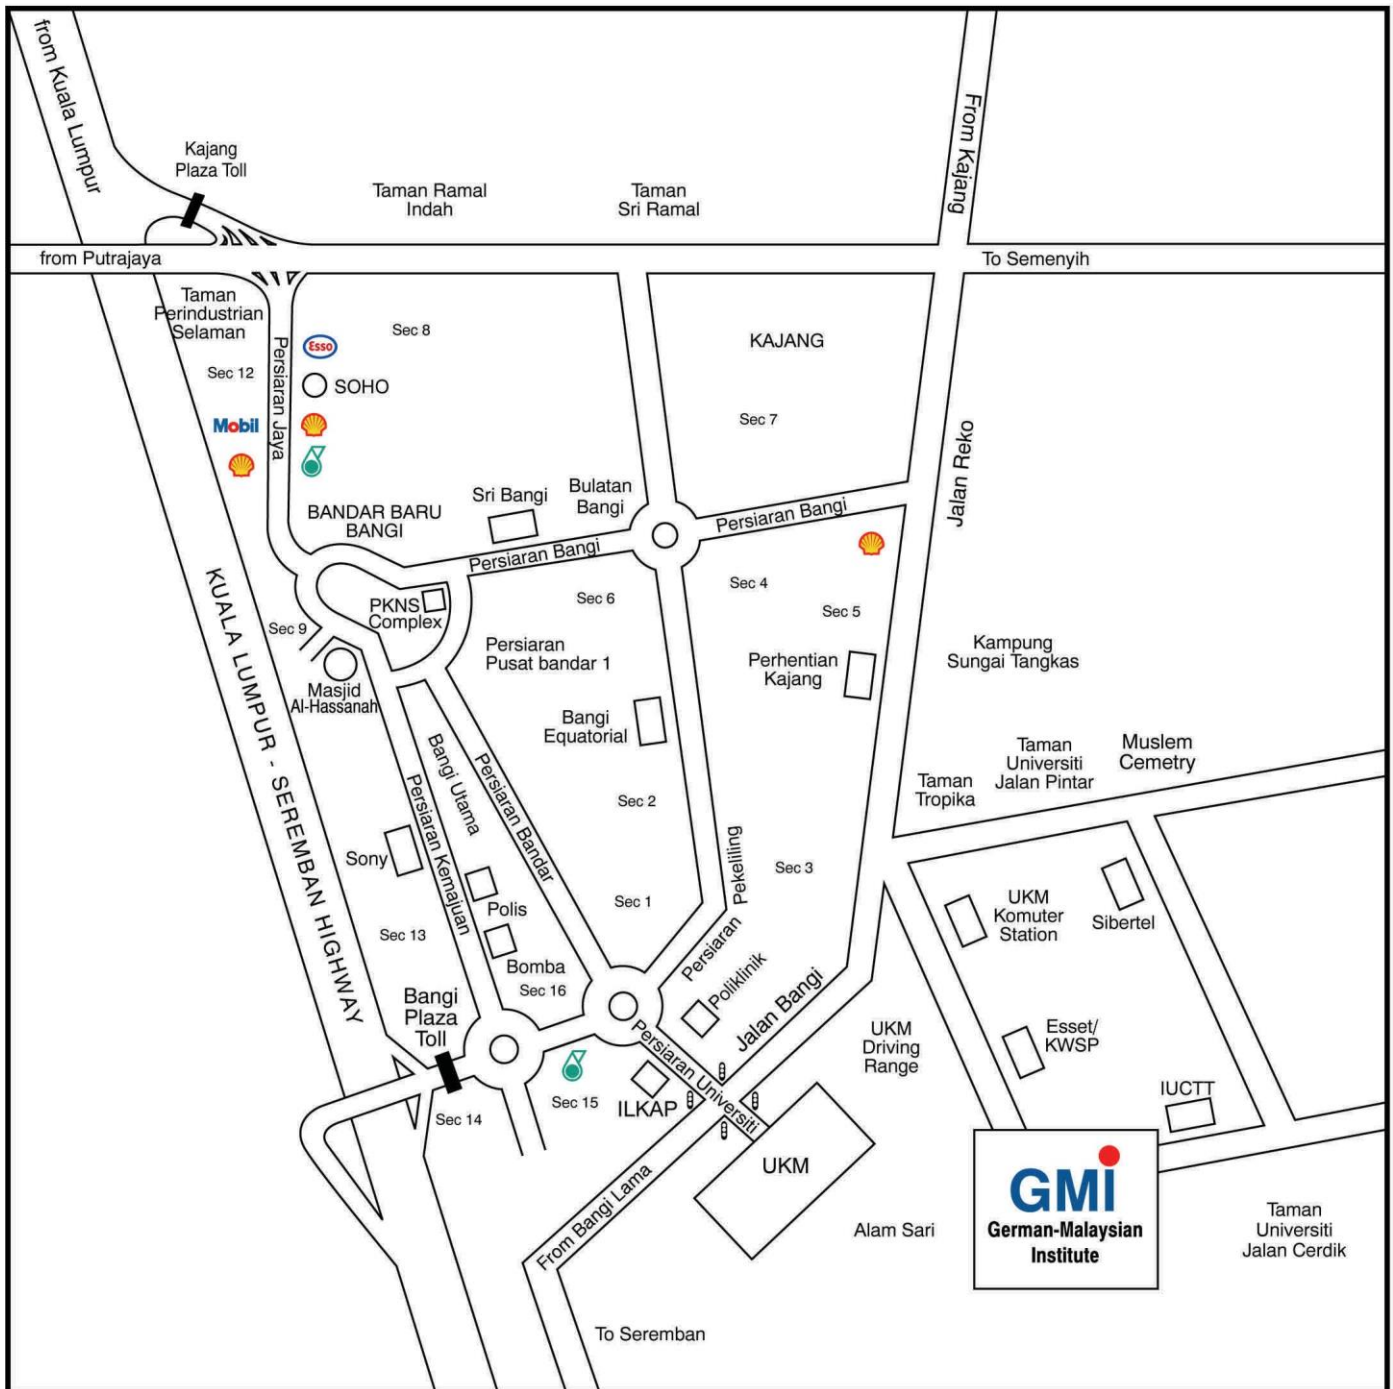 from Kuala Lumpur
Kajang
Plaza Toll
Taman Ramal
Indah
Taman
Sri Ramal
From Kajang
from Putrajaya
To Semenyih
Taman
Perindustrian
Selaman
Sec 12
Persiaran Jaya
Esso
SOHO
Mobil
Sec 8
KAJANG
Sec 7
Jalan Reko
BANDAR BARU
BANGI
Sri Bangi
Bulatan
Bangi
Persiaran Bangi
Persiaran Bangi
PKNS
Complex
Sec 9
Masjid
Al-Hassanah
Sec 6
Sec 4
Sec 5
Persiaran
Pusat bandar 1
Perhentian
Kajang
Kampung
Sungai Tangkas
Bangi
Equatorial
KUALA LUMPUR - SEREMBAN HIGHWAY
Bangi Utama
Persiaran Kemajuan
Persiaran Bandar
Taman
Universiti
Jalan Pintar
Muslem
Cemetry
Taman
Tropika
Sec 2
Sony
Pekeliling
Persiaran
Sec 3
Polis
Sec 1
Sec 13
Bomba
Sec 16
UKM
Komuter
Station
Sibertel
Poliklinik
Jalan Bangi
Bangi
Plaza
Toll
Persiaran Universiti
UKM
Driving
Range
Esset/
KWSP
Sec 14
Sec 15
ILKAP
IUCTT
UKM
From Bangi Lama
Alam Sari
GMi
German-Malaysian
Institute
Taman
Universiti
Jalan Cerdik
To Seremban